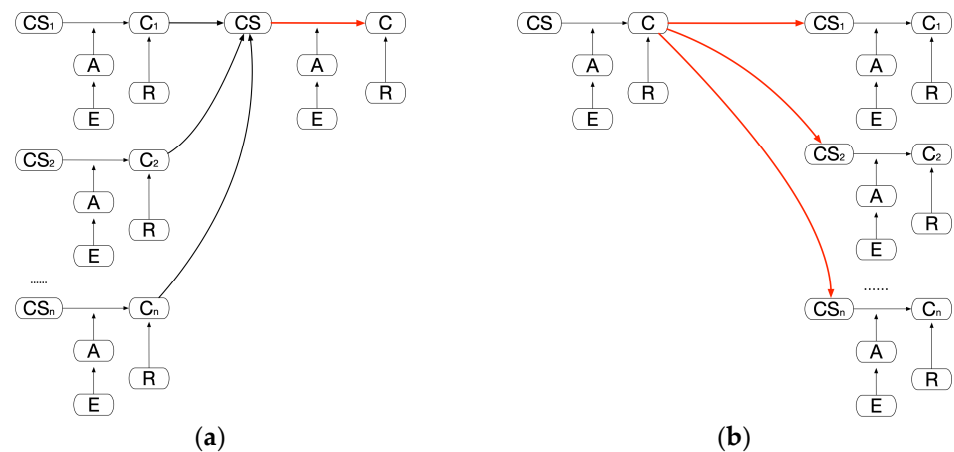 CS₁ C₁ CS C CS C CS₁ C₁
A A A A
R R R R
E E E E
CS₂ C₂ CS₂ C₂
A R A R
E E
...... ......
CSₙ Cₙ CSₙ Cₙ
A R A R
E E
(a) (b)